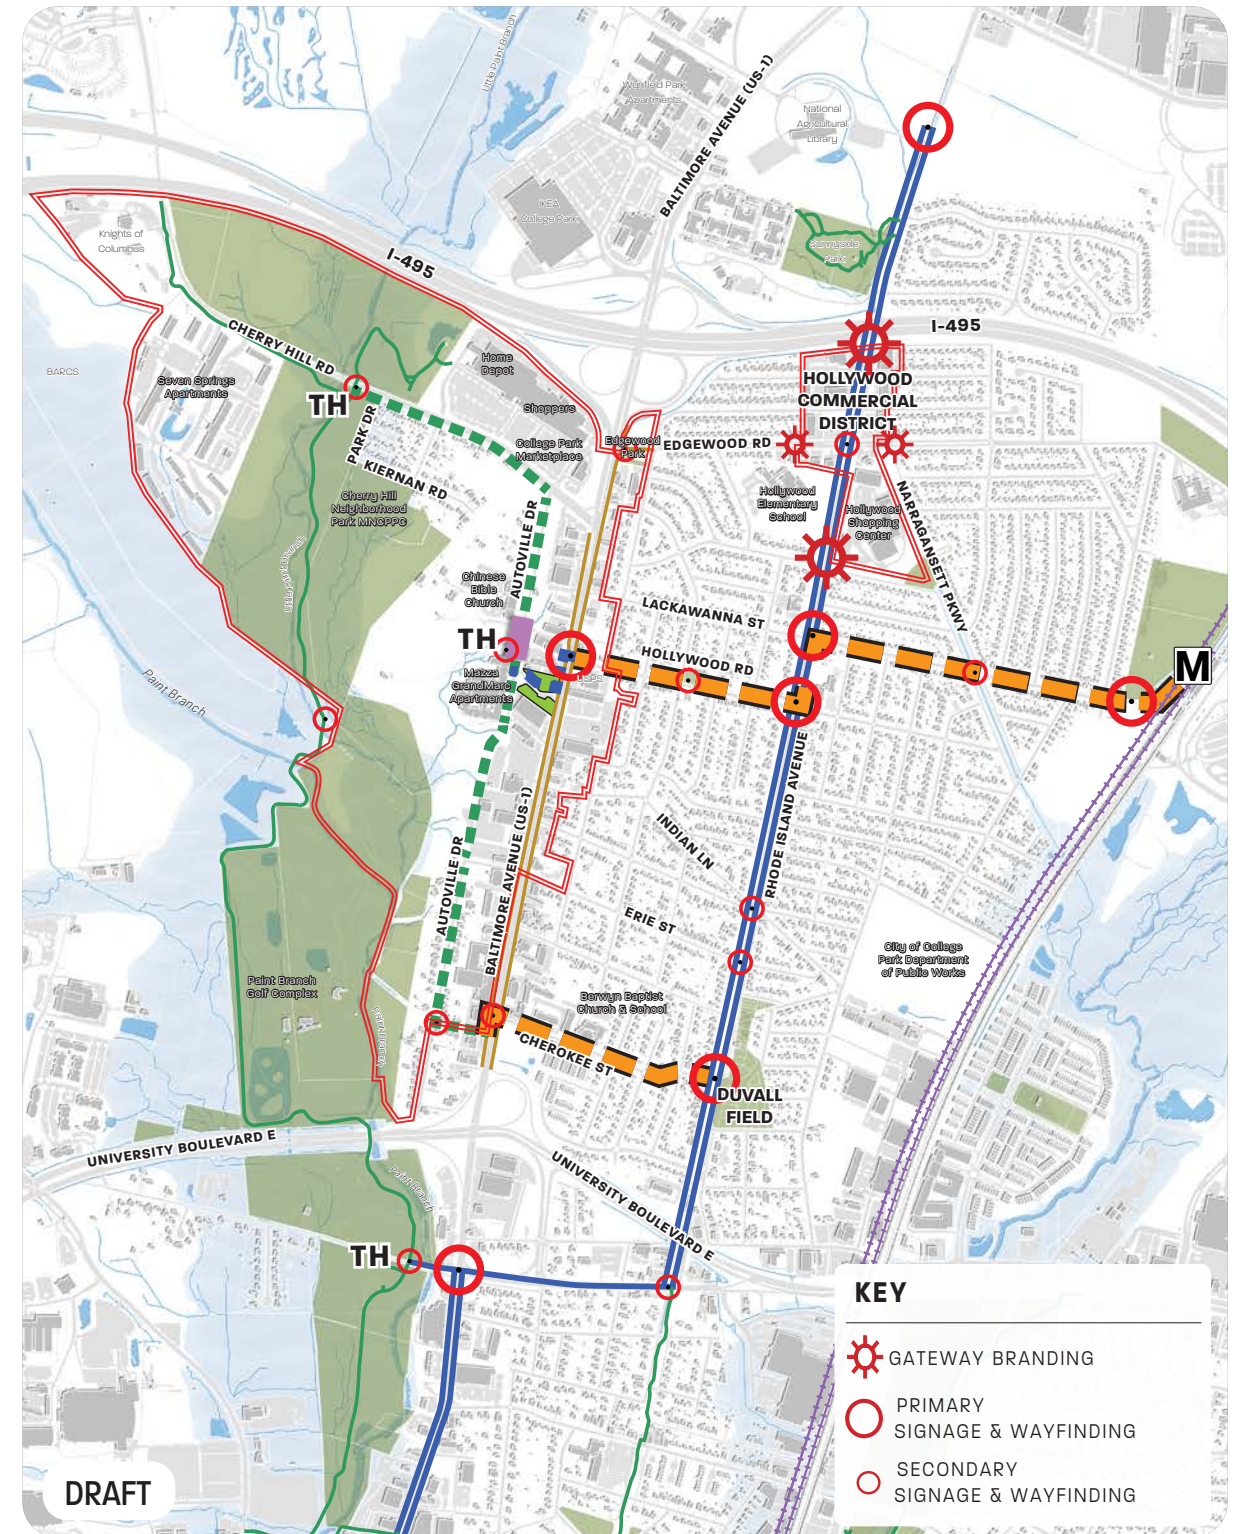 Little Paint Branch
Wynfield Park
Apartments
BALTIMORE AVENUE (US-1)
National
Agricultural
Library
IKEA
College Park
Knights of
Columbus
Sunnyside
Park
I-495
I-495
CHERRY HILL RD
BARCS
Seven Springs
Apartments
Home
Depot
HOLLYWOOD
COMMERCIAL
DISTRICT
TH
PARK DR
Shoppers
College Park
Marketplace
Edgewood
Park
EDGEWOOD RD
KIERNAN RD
Cherry Hill
Neighborhood
Park MNCPPC
AUTOVILLE DR
Hollywood
Elementary
School
Hollywood
Shopping
Center
NARRAGANSETT PKWY
Little Paint Branch
Chinese
Bible
Church
LACKAWANNA ST
TH
HOLLYWOOD RD
M
Mazza
GrandMarc
Apartments
USPS
Paint Branch
RHODE ISLAND AVENUE
INDIAN LN
AUTOVILLE DR
BALTIMORE AVENUE (US-1)
ERIE ST
City of College
Park Department
of Public Works
Paint Branch
Golf Complex
Berwyn Baptist
Church & School
Paint Branch
CHEROKEE ST
DUVALL
FIELD
UNIVERSITY BOULEVARD E
Paint Branch
UNIVERSITY BOULEVARD E
TH
KEY
GATEWAY BRANDING
PRIMARY
SIGNAGE & WAYFINDING
SECONDARY
SIGNAGE & WAYFINDING
DRAFT